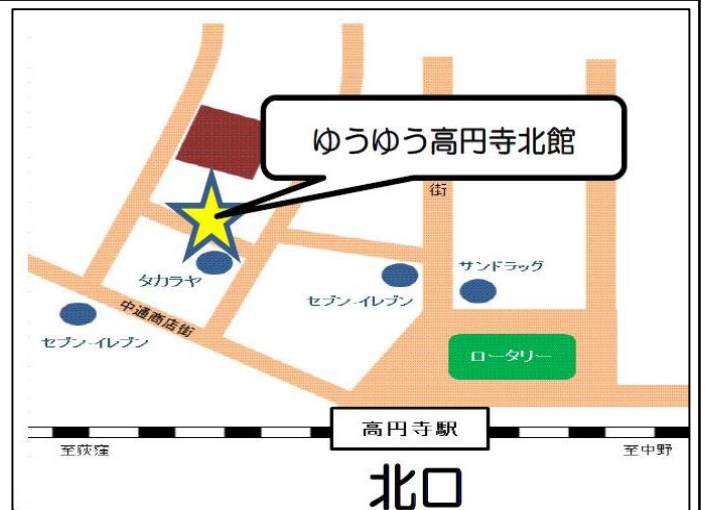 ゆうゆう高円寺北館
街
サンドラッグ
タカラヤ
セブン-イレブン
中通商店街
セブン-イレブン
ロータリー
高円寺駅
至荻窪
至中野
北口